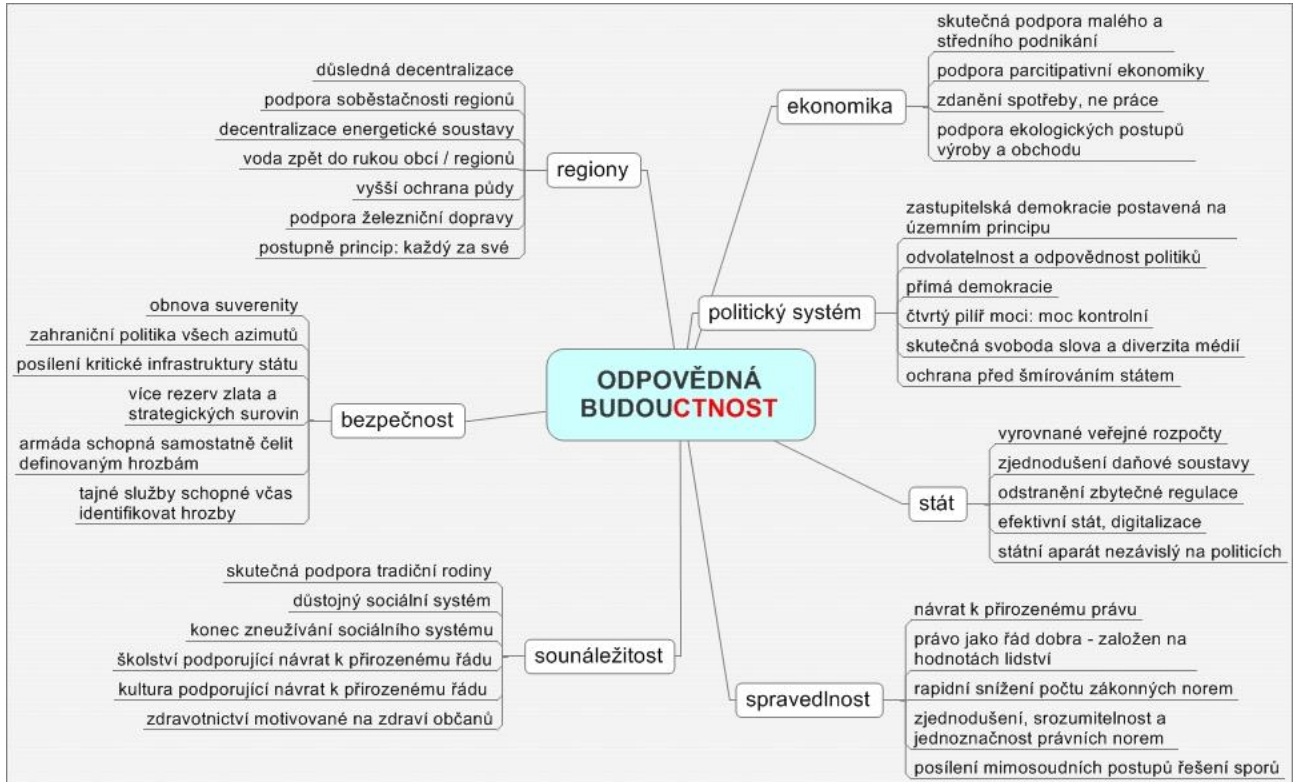 ODPOVĚDNÁ
BUDOUCTNOST
regiony
důsledná decentralizace
podpora soběstačnosti regionů
decentralizace energetické soustavy
voda zpět do rukou obcí / regionů
vyšší ochrana půdy
podpora železniční dopravy
postupně princip: každý za své
bezpečnost
obnova suverenity
zahraniční politika všech azimutů
posílení kritické infrastruktury státu
více rezerv zlata a
strategických surovin
armáda schopná samostatně čelit
definovaným hrozbám
tajné služby schopné včas
identifikovat hrozby
sounáležitost
skutečná podpora tradiční rodiny
důstojný sociální systém
konec zneužívání sociálního systému
školství podporující návrat k přirozenému řádu
kultura podporující návrat k přirozenému řádu
zdravotnictví motivované na zdraví občanů
ekonomika
skutečná podpora malého a
středního podnikání
podpora parcitipativní ekonomiky
zdanění spotřeby, ne práce
podpora ekologických postupů
výroby a obchodu
politický systém
zastupitelská demokracie postavená na
územním principu
odvolatelnost a odpovědnost politiků
přímá demokracie
čtvrtý pilíř moci: moc kontrolní
skutečná svoboda slova a diverzita médií
ochrana před šmírováním státem
stát
vyrovnané veřejné rozpočty
zjednodušení daňové soustavy
odstranění zbytečné regulace
efektivní stát, digitalizace
státní aparát nezávislý na politicích
spravedlnost
návrat k přirozenému právu
právo jako řád dobra - založen na
hodnotách lidství
rapidní snížení počtu zákonných norem
zjednodušení, srozumitelnost a
jednoznačnost právních norem
posílení mimosoudních postupů řešení sporů